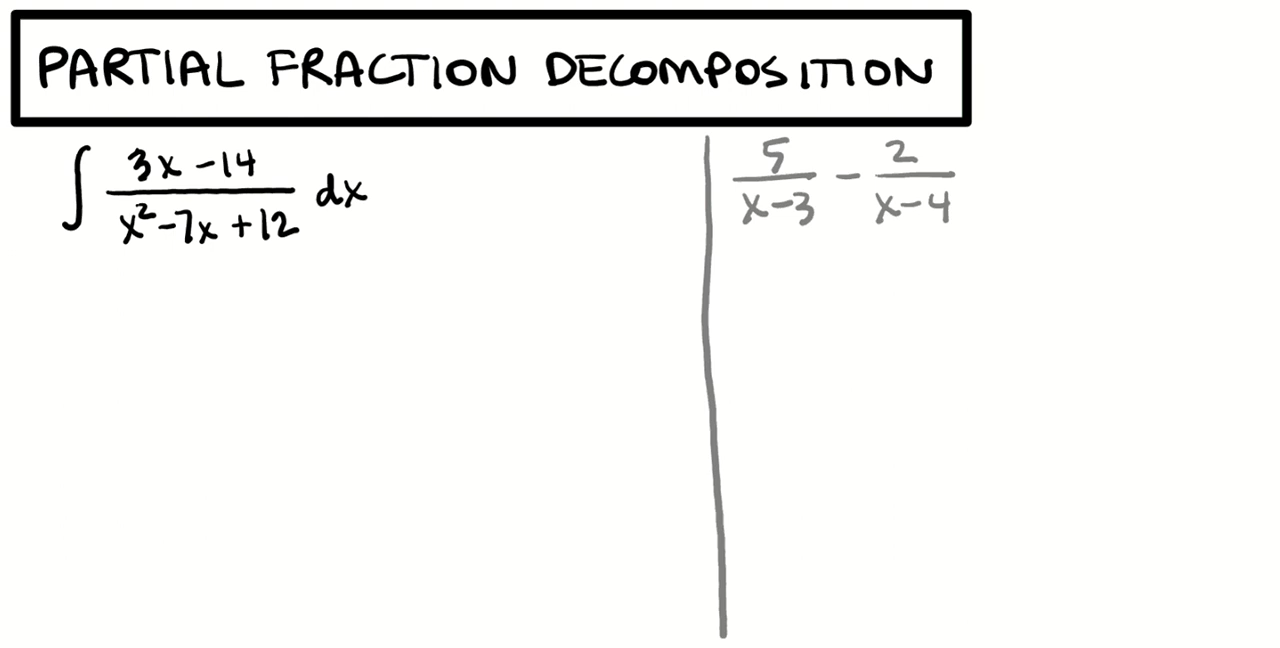 PARTIAL FRACTION DECOMPOSITION
∫ (3x - 14)/(x² - 7x + 12) dx
5/(x - 3) - 2/(x - 4)